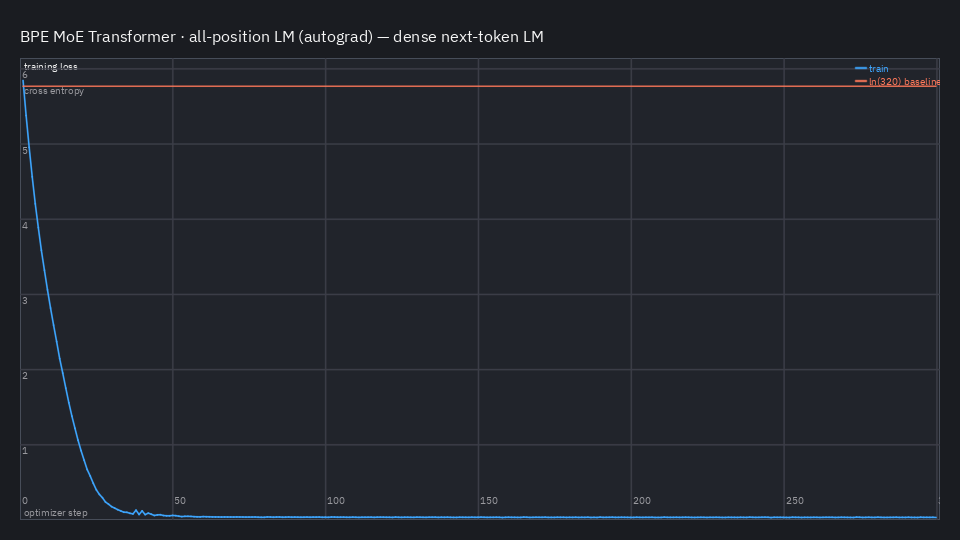 BPE MoE Transformer · all-position LM (autograd) — dense next-token LM
training loss
train
6
ln(320) baseline
cross entropy
5
4
3
2
1
0
50
100
150
200
250
optimizer step